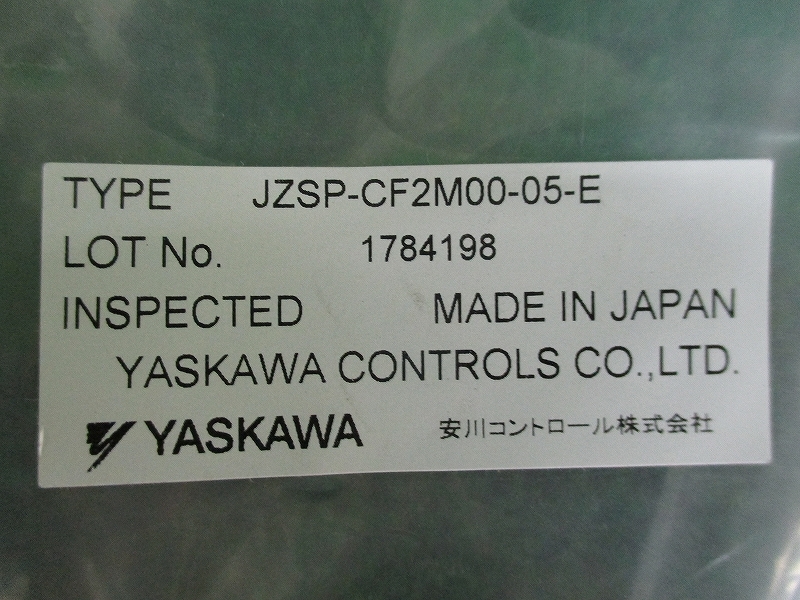 TYPE JZSP-CF2M00-05-E
LOT No. 1784198
INSPECTED MADE IN JAPAN
YASKAWA CONTROLS CO.,LTD.
YASKAWA 安川コントロール株式会社